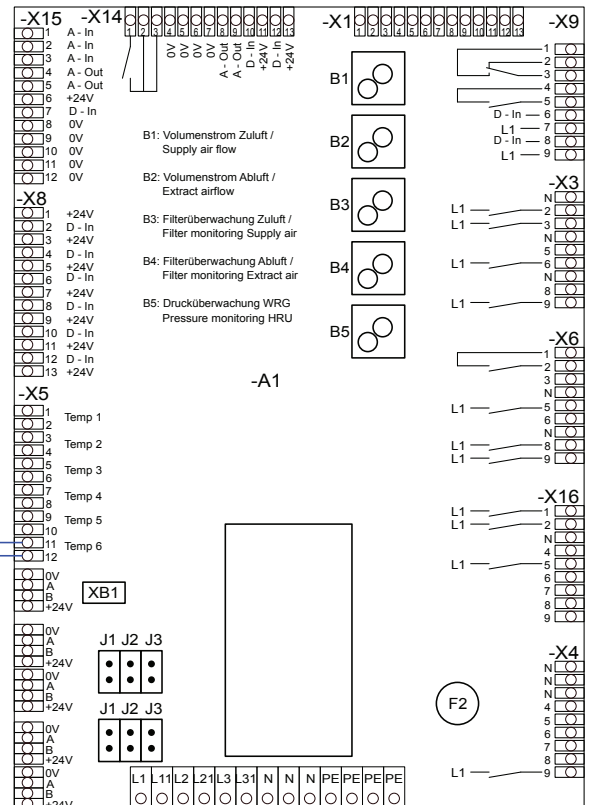 -X15
1 A - In
2 A - In
3 A - In
4 A - Out
5 A - Out
6 +24V
7 D - In
8 0V
9 0V
10 0V
11 0V
12 0V
-X14
1 2 3 4 5 6 7 8 9 10 11 12 13
0V
0V
0V
0V
A - Out
A - Out
D - In
+24V
D - In
+24V
-X1
1 2 3 4 5 6 7 8 9 10 11 12 13
-X9
1
2
3
4
5
D - In 6
L1 7
D - In 8
L1 9
B1
B2
B3
B4
B5
B1: Volumenstrom Zuluft /
Supply air flow
B2: Volumenstrom Abluft /
Extract airflow
B3: Filterüberwachung Zuluft /
Filter monitoring Supply air
B4: Filterüberwachung Abluft /
Filter monitoring Extract air
B5: Drucküberwachung WRG
Pressure monitoring HRU
-X8
1 +24V
2 D - In
3 +24V
4 D - In
5 +24V
6 D - In
7 +24V
8 D - In
9 +24V
10 D - In
11 +24V
12 D - In
13 +24V
-X3
N
L1 2
L1 3
N
5
L1 6
N
8
L1 9
-A1
-X6
1
2
3
N
L1 5
6
N
L1 8
L1 9
-X5
1
2
Temp 1
3
4
Temp 2
5
6
Temp 3
7
8
Temp 4
9
10
Temp 5
11
12
Temp 6
-X16
L1 1
L1 2
N
4
L1 5
6
7
8
9
0V
A
B
+24V
XB1
0V
A
B
+24V
0V
A
B
+24V
J1 J2 J3
J1 J2 J3
0V
A
B
+24V
0V
A
B
+24V
F2
-X4
N
N
N
4
5
6
7
8
L1 9
L1 L11 L2 L21 L3 L31 N N N PE PE PE PE